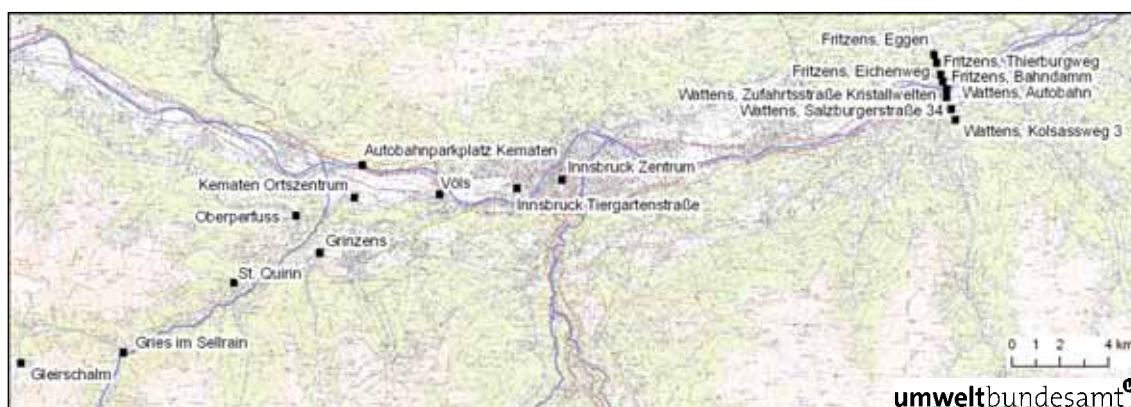 Fritzens, Eggen
Fritzens, Thierburgweg
Fritzens, Eichenweg
Fritzens, Bahndamm
Wattens, Zufahrtsstraße Kristallwelten
Wattens, Autobahn
Wattens, Salzburgerstraße 34
Wattens, Kolsassweg 3
Autobahnparkplatz Kematen
Innsbruck Zentrum
Kematen Ortszentrum
Völs
Innsbruck Tiergartenstraße
Oberperfuss
Grinzens
St. Quirin
Gries im Sellrain
Gleirschalm
0 1 2 4 km
umweltbundesamt